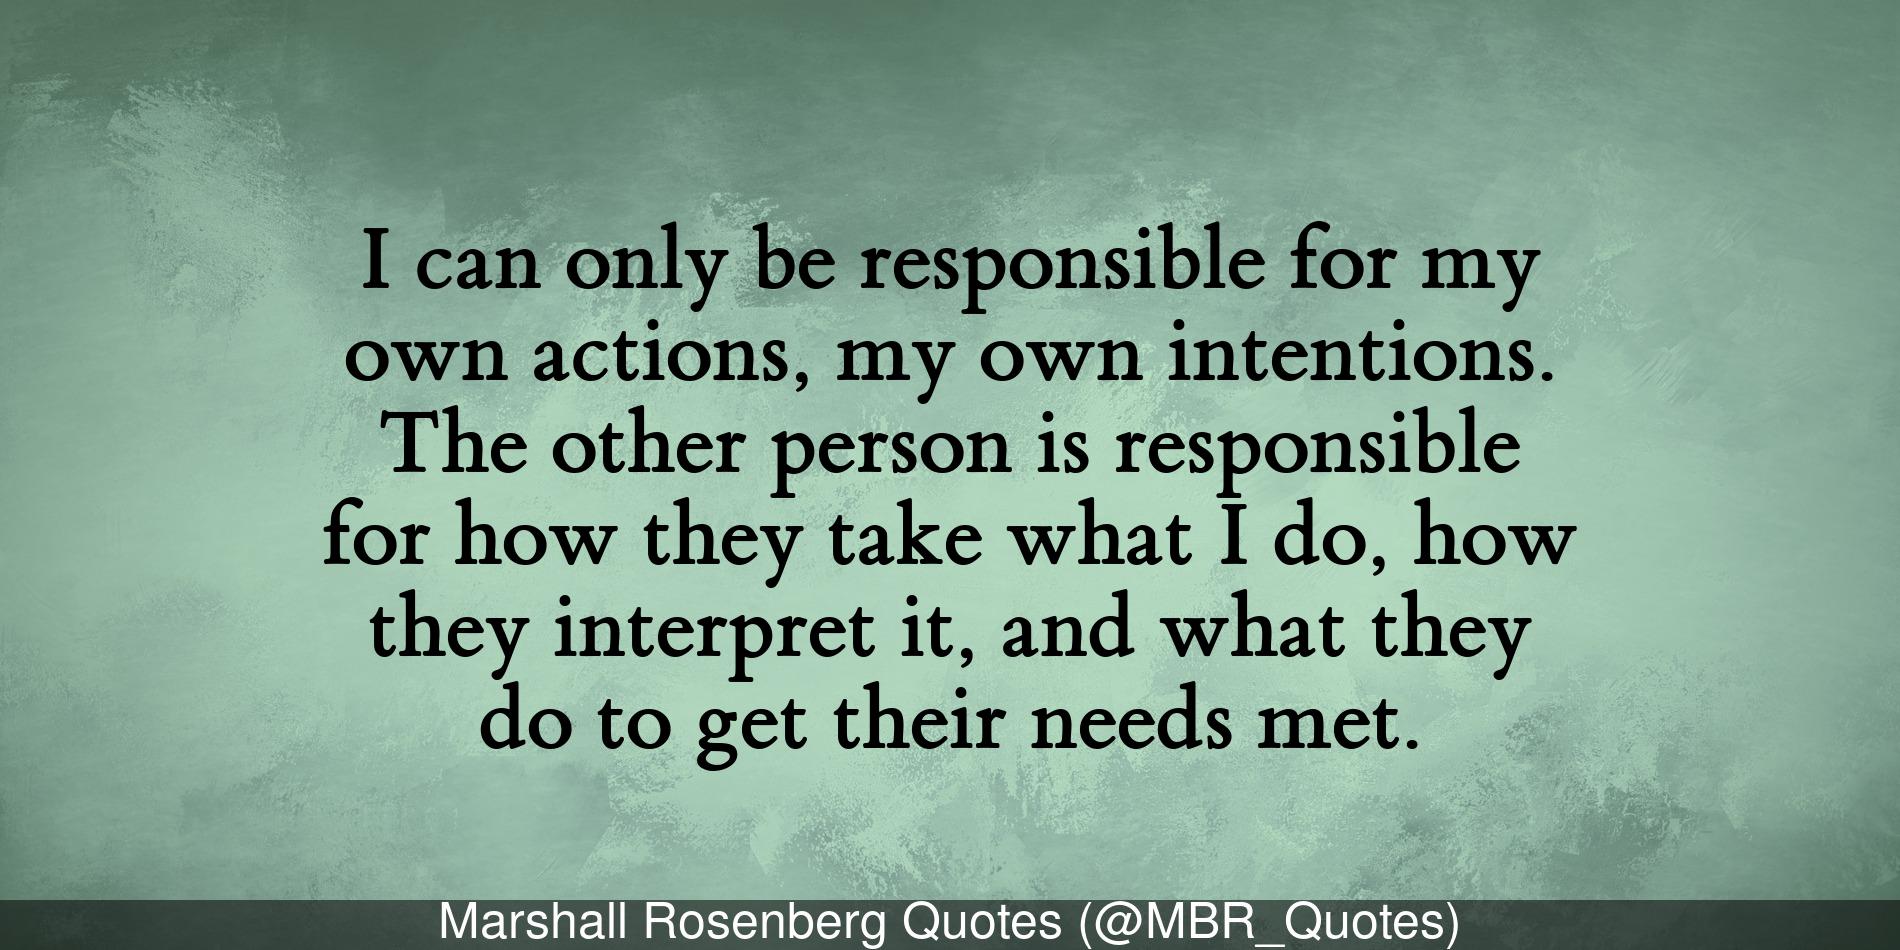 I can only be responsible for my
own actions, my own intentions.
The other person is responsible
for how they take what I do, how
they interpret it, and what they
do to get their needs met.
Marshall Rosenberg Quotes (@MBR_Quotes)